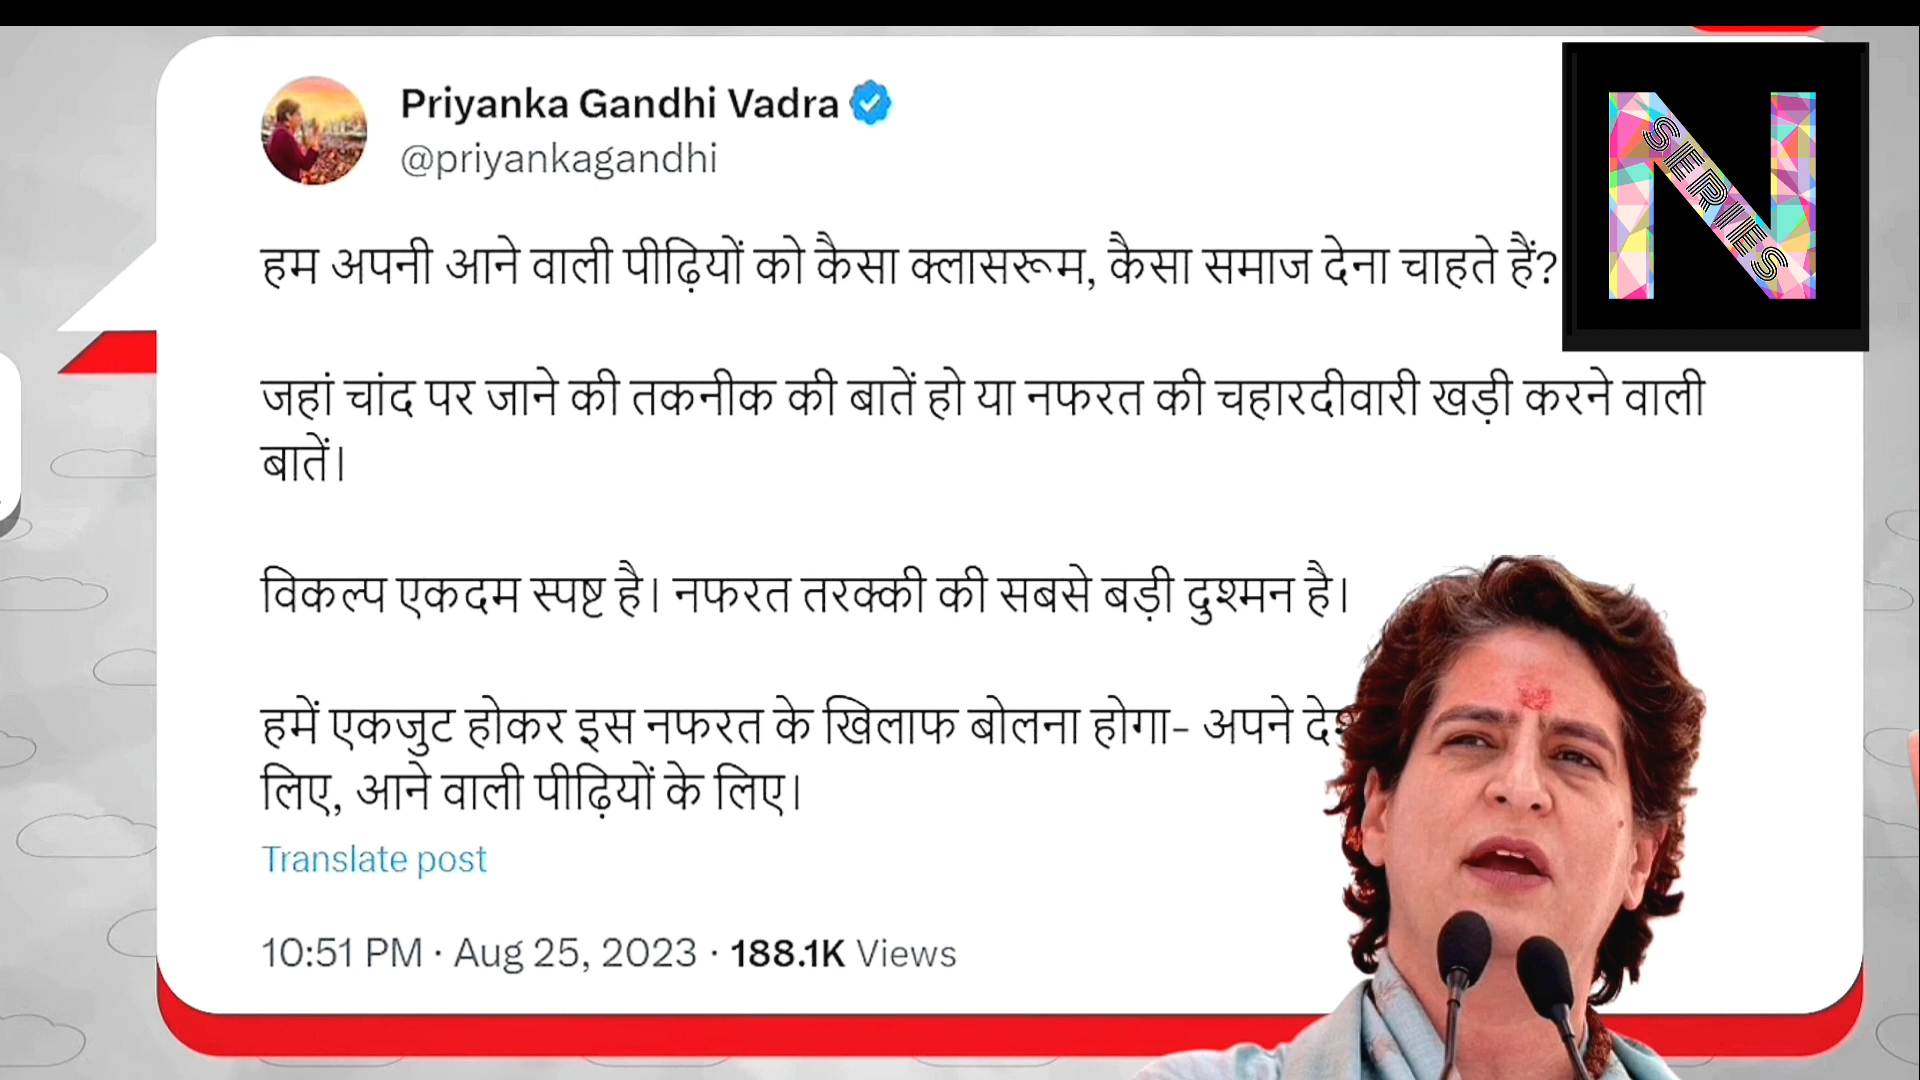 Priyanka Gandhi Vadra
@priyankagandhi
SERIES
हम अपनी आने वाली पीढ़ियों को कैसा क्लासरूम, कैसा समाज देना चाहते हैं?
जहां चांद पर जाने की तकनीक की बातें हो या नफरत की चहारदीवारी खड़ी करने वाली
बातें।
विकल्प एकदम स्पष्ट है। नफरत तरक्की की सबसे बड़ी दुश्मन है।
हमें एकजुट होकर इस नफरत के खिलाफ बोलना होगा- अपने
लिए, आने वाली पीढ़ियों के लिए।
Translate post
10:51 PM · Aug 25, 2023 · 188.1K Views